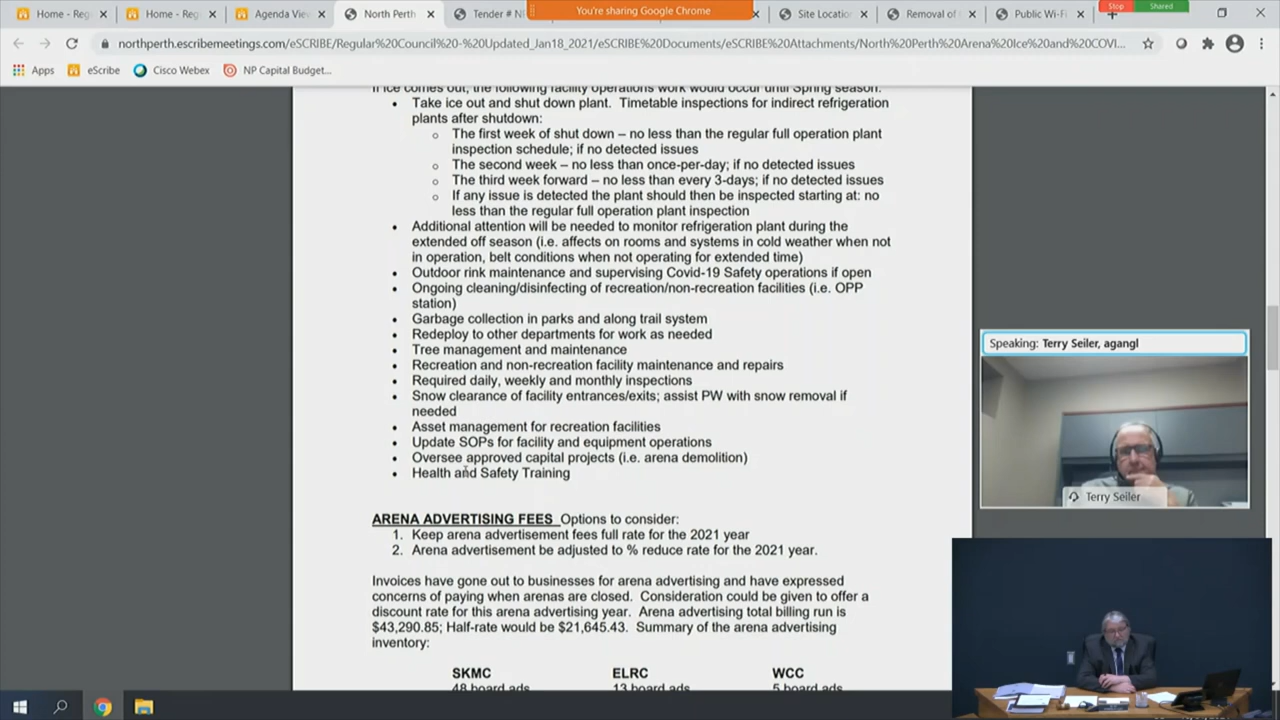 Home - Reg
Home - Reg
Agenda View
North Perth
Tender # N
You're sharing Google Chrome
Site Locatio
Removal of
Public Wi-Fi
Stop
Shared
northperth.escribemeetings.com/eSCRIBE/Regular%20Council%20-%20Updated_Jan18_2021/eSCRIBE%20Documents/eSCRIBE%20Attachments/North%20Perth%20Arena%20Ice%20and%20COVI...
Apps
eScribe
Cisco Webex
NP Capital Budget...
If ice comes out, the following facility operations work would occur until Spring season:
• Take ice out and shut down plant. Timetable inspections for indirect refrigeration
plants after shutdown:
o The first week of shut down – no less than the regular full operation plant
inspection schedule; if no detected issues
o The second week – no less than once-per-day; if no detected issues
o The third week forward – no less than every 3-days; if no detected issues
o If any issue is detected the plant should then be inspected starting at: no
less than the regular full operation plant inspection
• Additional attention will be needed to monitor refrigeration plant during the
extended off season (i.e. affects on rooms and systems in cold weather when not
in operation, belt conditions when not operating for extended time)
• Outdoor rink maintenance and supervising Covid-19 Safety operations if open
• Ongoing cleaning/disinfecting of recreation/non-recreation facilities (i.e. OPP
station)
• Garbage collection in parks and along trail system
• Redeploy to other departments for work as needed
• Tree management and maintenance
• Recreation and non-recreation facility maintenance and repairs
• Required daily, weekly and monthly inspections
• Snow clearance of facility entrances/exits; assist PW with snow removal if
needed
• Asset management for recreation facilities
• Update SOPs for facility and equipment operations
• Oversee approved capital projects (i.e. arena demolition)
• Health and Safety Training
ARENA ADVERTISING FEES Options to consider:
1. Keep arena advertisement fees full rate for the 2021 year
2. Arena advertisement be adjusted to % reduce rate for the 2021 year.
Invoices have gone out to businesses for arena advertising and have expressed
concerns of paying when arenas are closed. Consideration could be given to offer a
discount rate for this arena advertising year. Arena advertising total billing run is
$43,290.85; Half-rate would be $21,645.43. Summary of the arena advertising
inventory:
SKMC ELRC WCC
48 board ads 13 board ads 5 board ads
Speaking: Terry Seiler, agangl
Terry Seiler